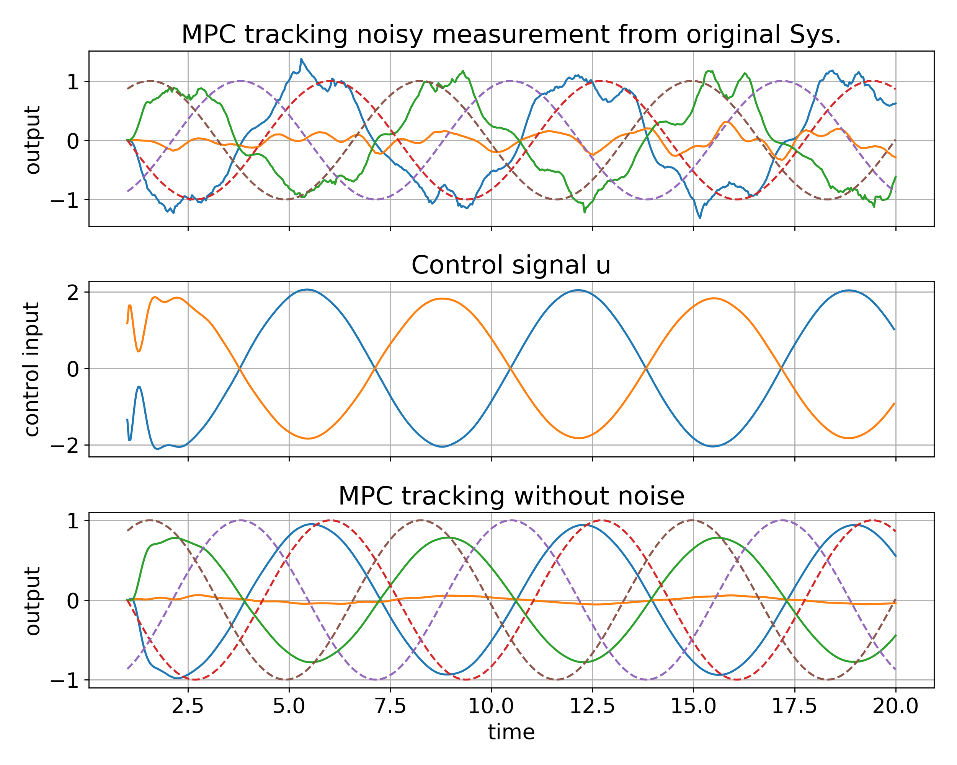 MPC tracking noisy measurement from original Sys.
1
0
−1
output
Control signal u
2
0
−2
control input
MPC tracking without noise
1
0
−1
output
2.5 5.0 7.5 10.0 12.5 15.0 17.5 20.0
time